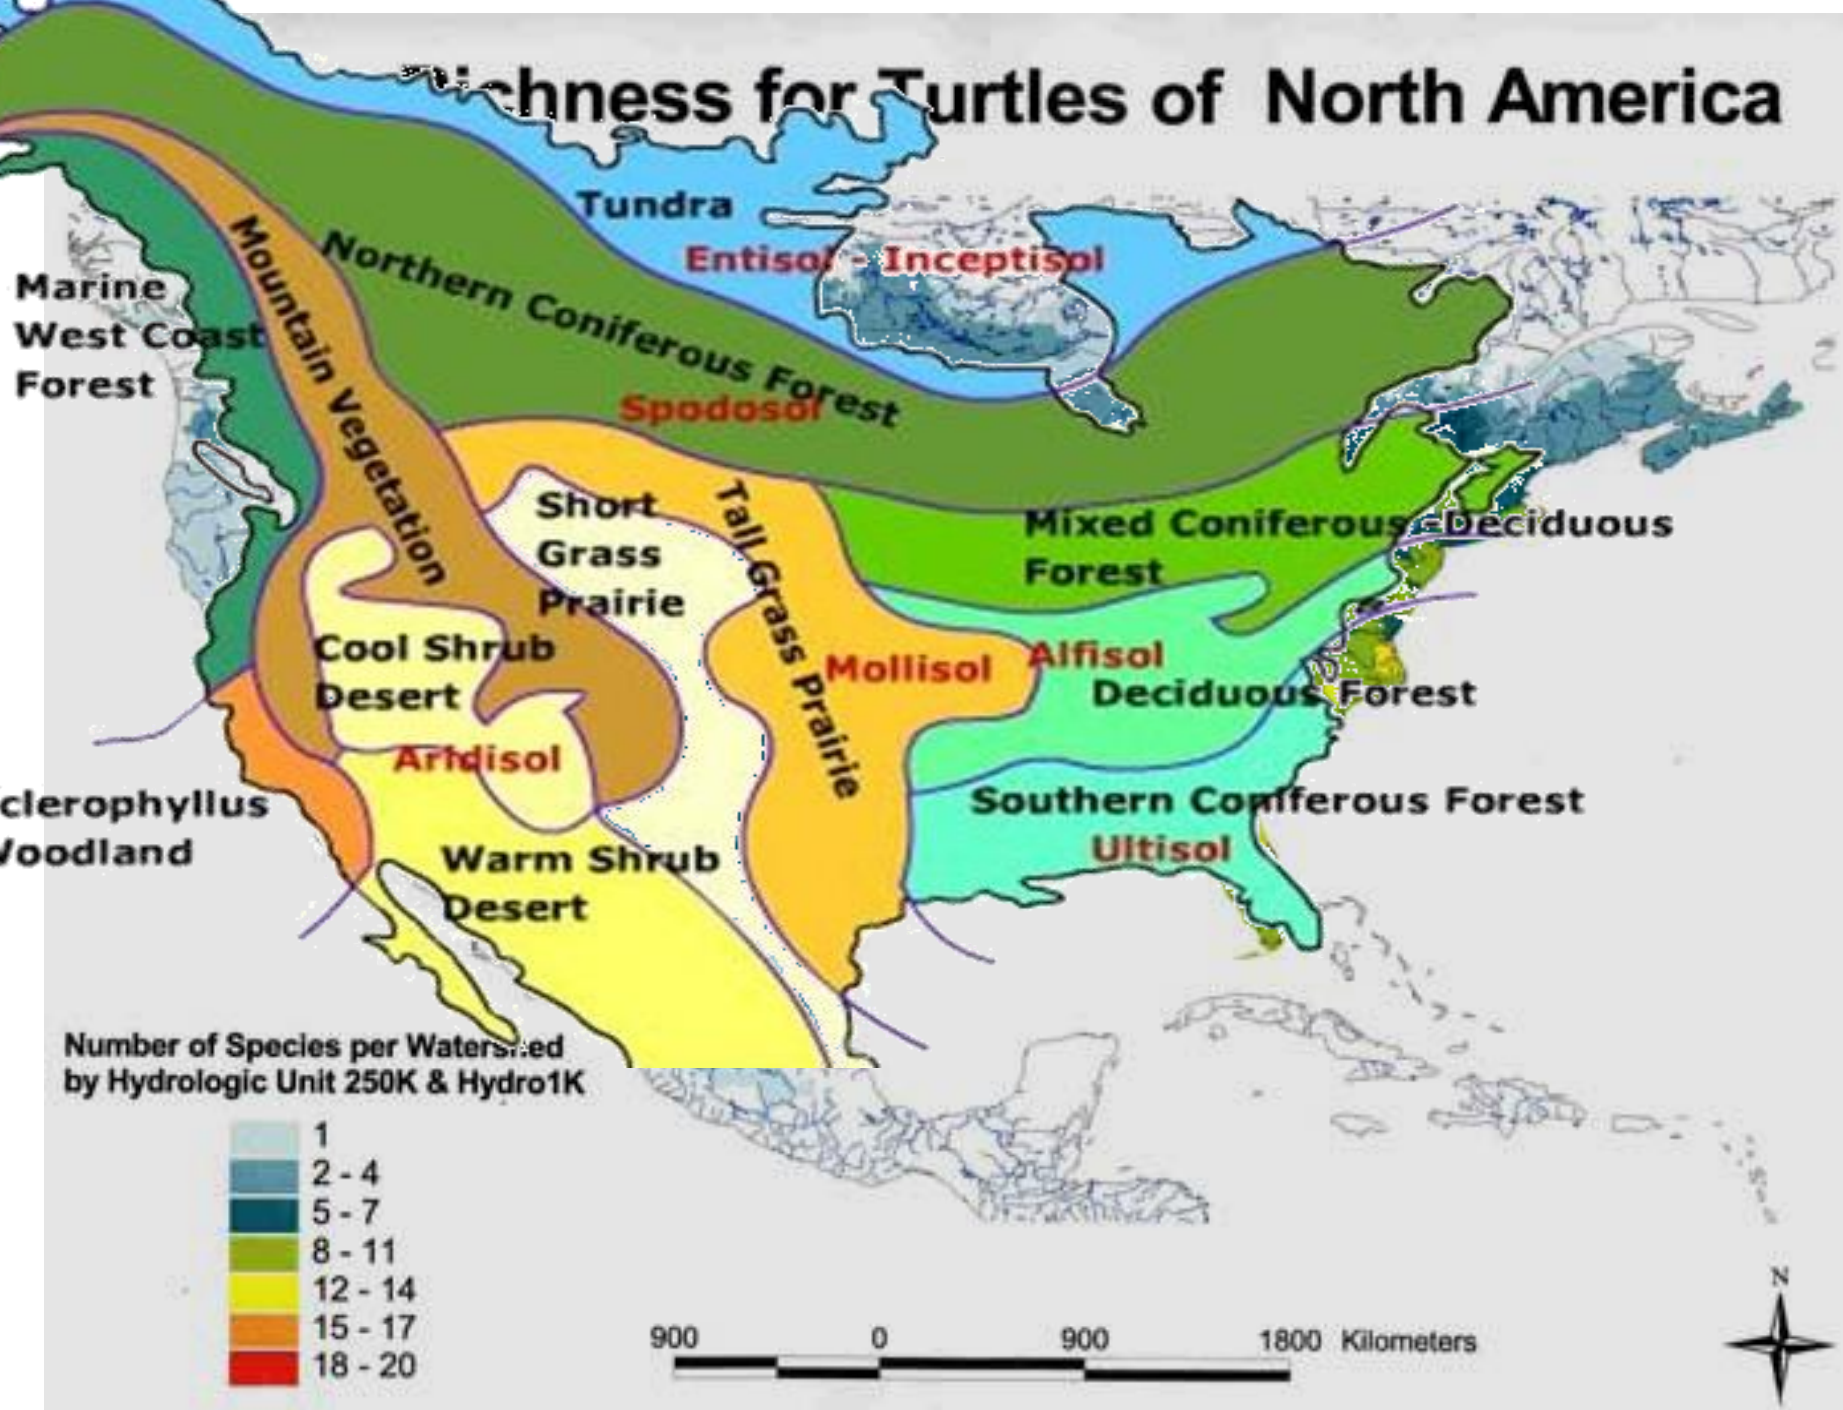 Richness for Turtles of North America
Tundra
Entisol - Inceptisol
Mountain Vegetation
Northern Coniferous Forest
Spodosol
Marine
West Coast
Forest
Short
Grass
Prairie
Tall Grass Prairie
Mixed Coniferous -Deciduous
Forest
Cool Shrub
Desert
Mollisol
Alfisol
Deciduous Forest
Aridisol
clerophyllus
Woodland
Southern Coniferous Forest
Ultisol
Warm Shrub
Desert
Number of Species per Watershed
by Hydrologic Unit 250K & Hydro1K
1
2 - 4
5 - 7
8 - 11
12 - 14
15 - 17
18 - 20
900 0 900 1800 Kilometers
N